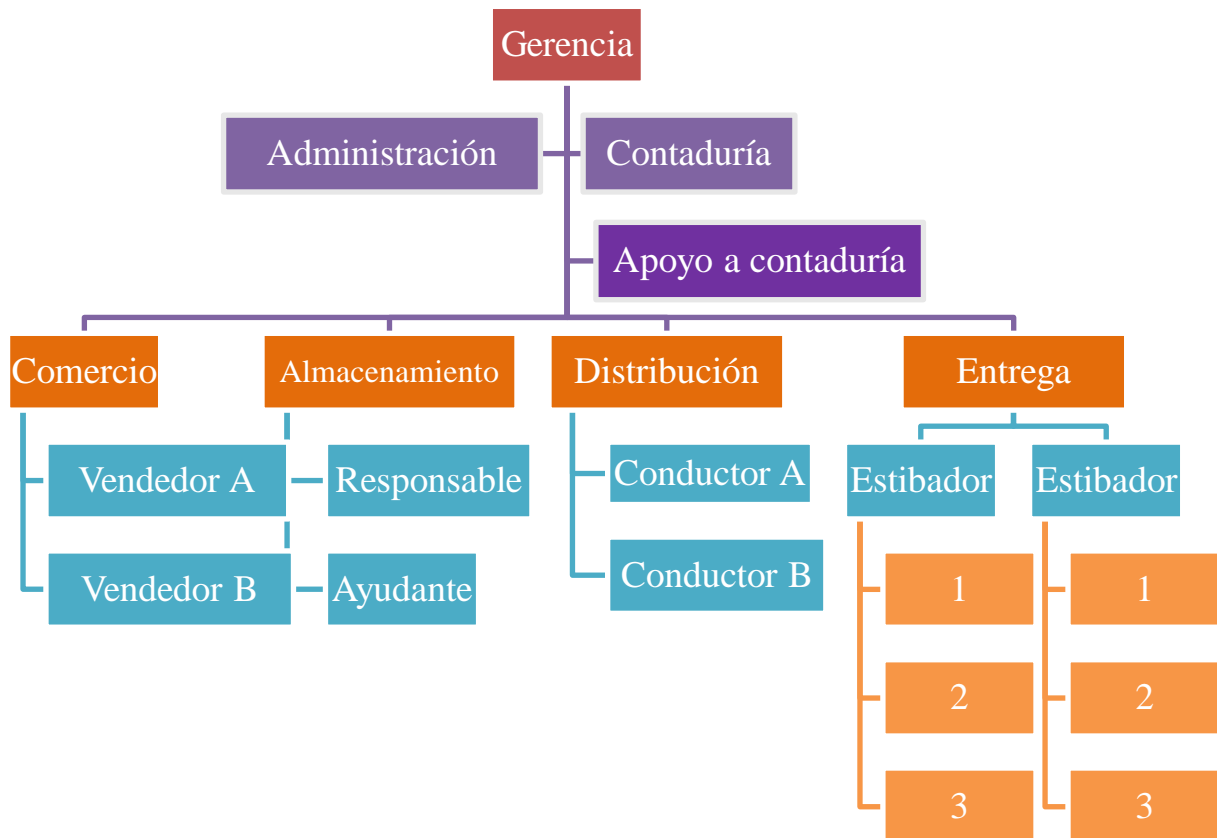 Gerencia
Administración
Contaduría
Apoyo a contaduría
Comercio
Almacenamiento
Distribución
Entrega
Vendedor A
Responsable
Conductor A
Estibador
Estibador
Vendedor B
Ayudante
Conductor B
1
1
2
2
3
3